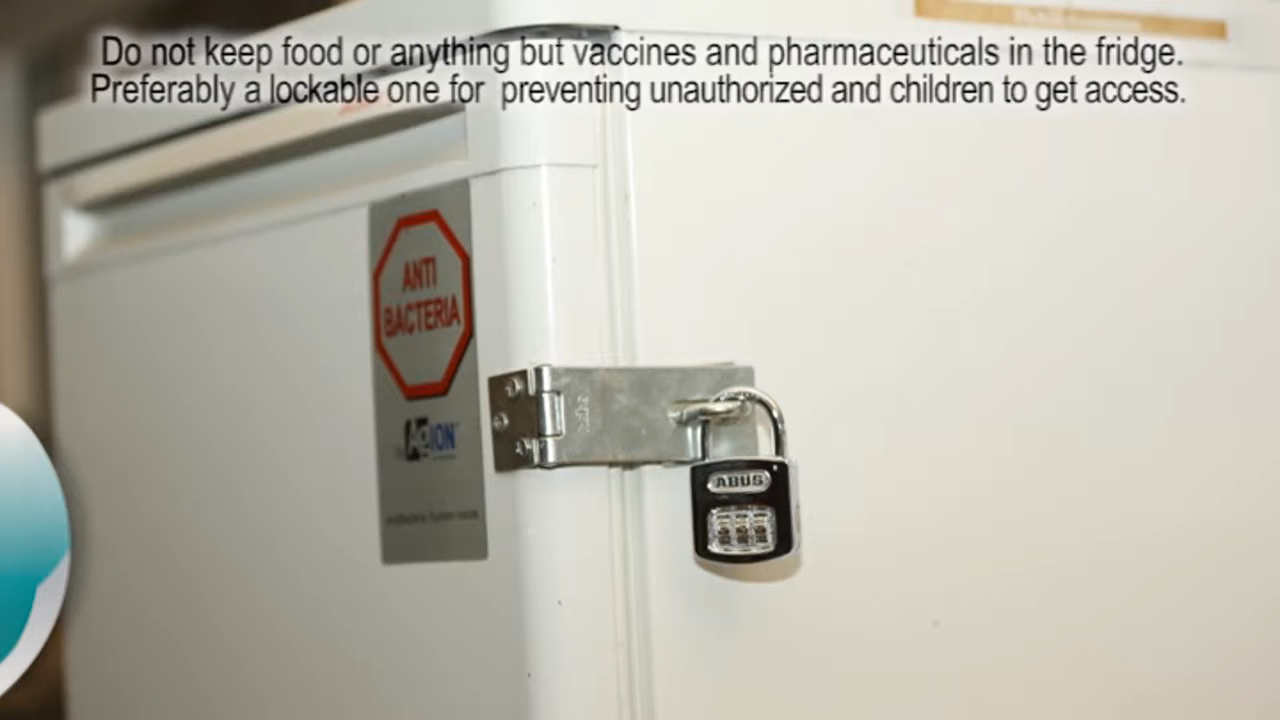 Do not keep food or anything but vaccines and pharmaceuticals in the fridge.
Preferably a lockable one for preventing unauthorized and children to get access.
ANTI
BACTERIA
ION
ABUS